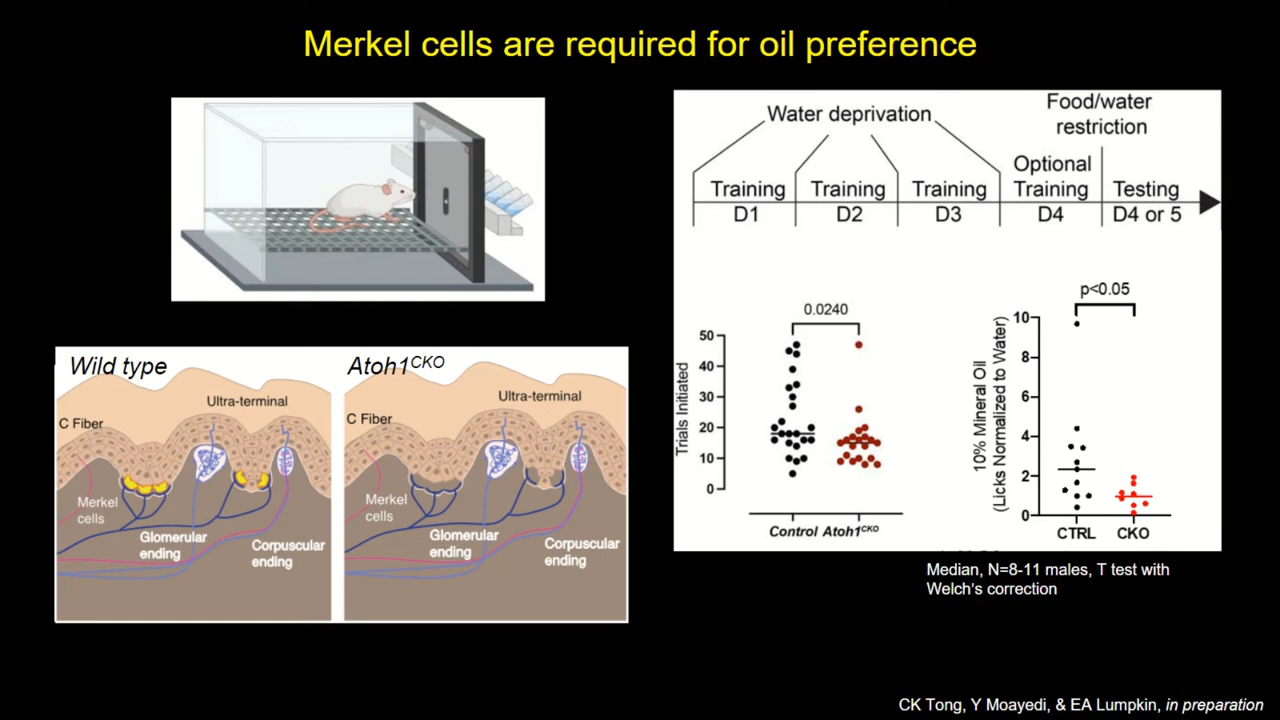 Merkel cells are required for oil preference
Water deprivation
Food/water
restriction
Optional
Training Training Training Training Testing
D1 D2 D3 D4 D4 or 5
Wild type
Ultra-terminal
C Fiber
Merkel
cells
Glomerular
ending
Corpuscular
ending
Atoh1CKO
Ultra-terminal
C Fiber
Merkel
cells
Glomerular
ending
Corpuscular
ending
0.0240
Trials Initiated
50
40
30
20
10
0
Control Atoh1CKO
p<0.05
10% Mineral Oil
(Licks Normalized to Water)
10
8
6
4
2
0
CTRL CKO
Median, N=8-11 males, T test with
Welch's correction
CK Tong, Y Moayedi, & EA Lumpkin, in preparation